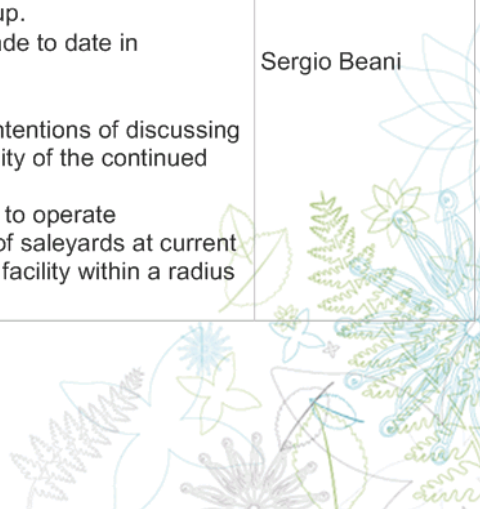 up.
de to date in
Sergio Beani
ntentions of discussing
ity of the continued
to operate
of saleyards at current
facility within a radius